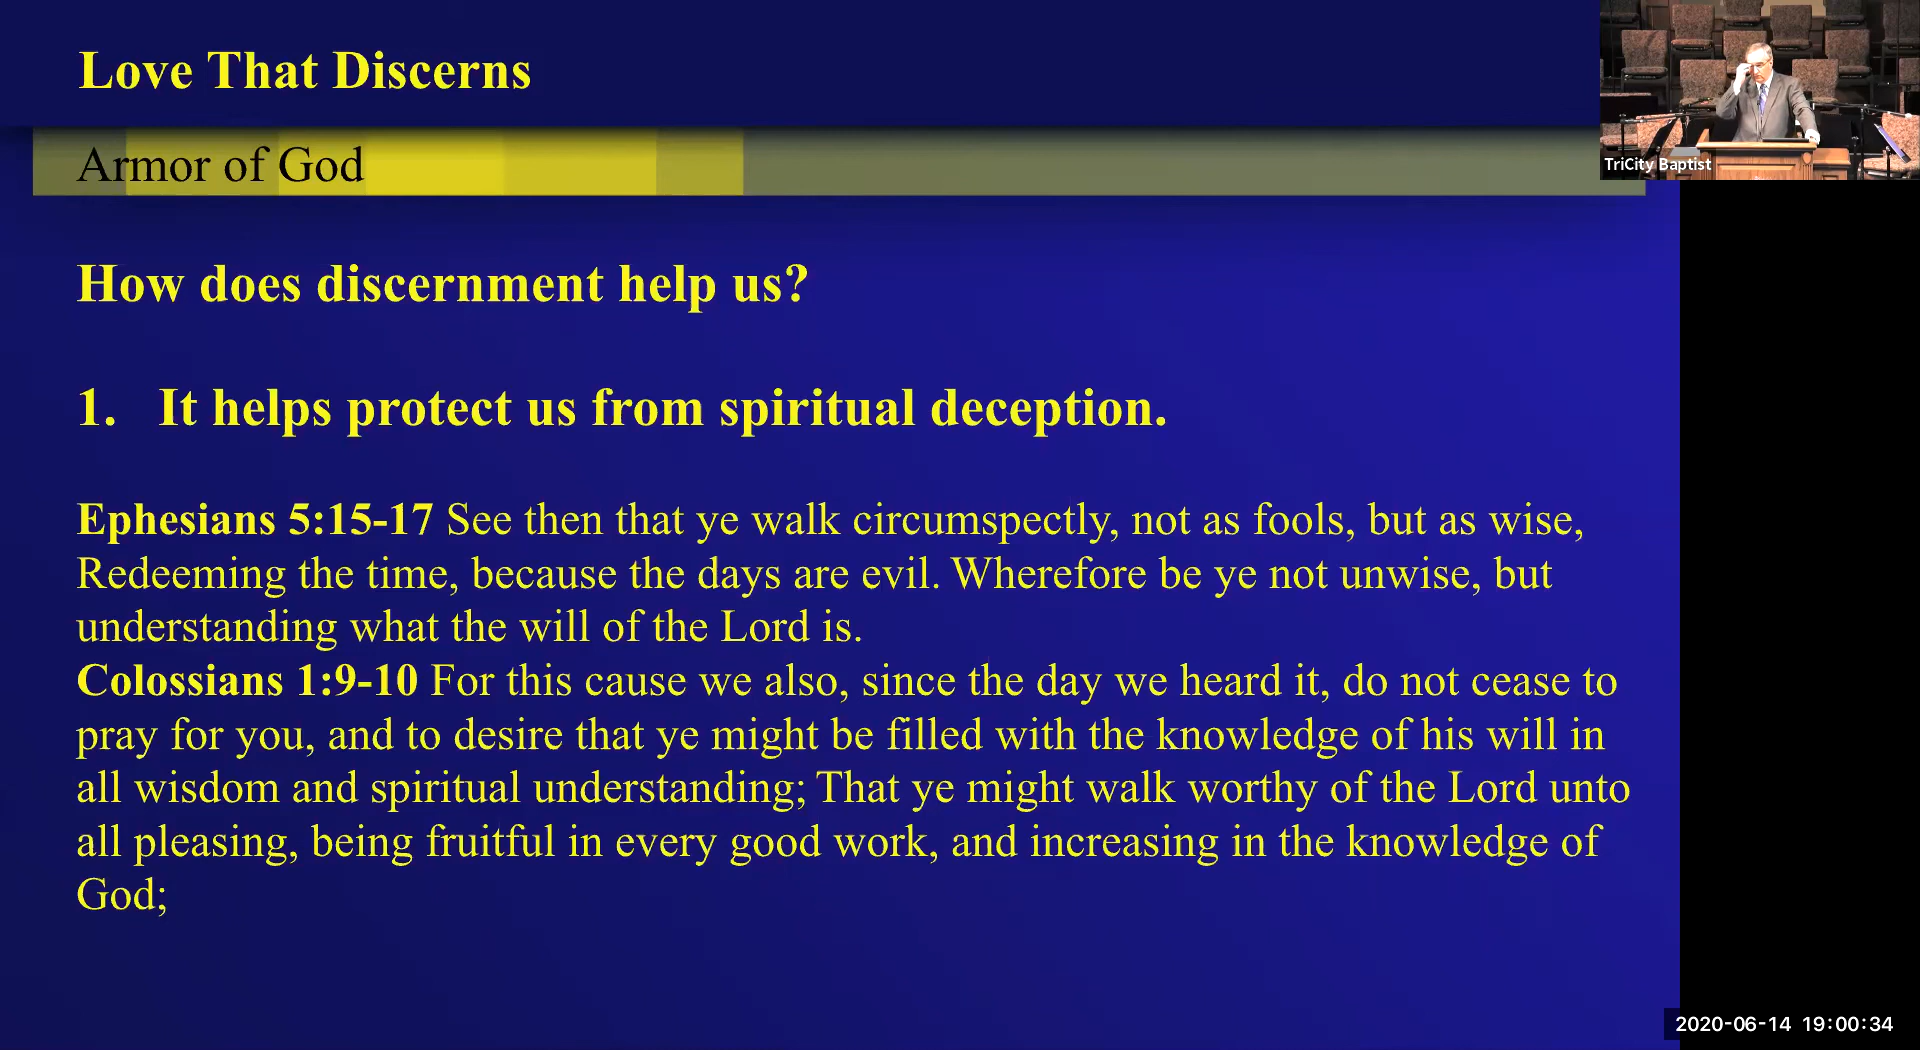 Love That Discerns
TriCity Baptist
Armor of God
How does discernment help us?
1. It helps protect us from spiritual deception.
Ephesians 5:15-17 See then that ye walk circumspectly, not as fools, but as wise,
Redeeming the time, because the days are evil. Wherefore be ye not unwise, but
understanding what the will of the Lord is.
Colossians 1:9-10 For this cause we also, since the day we heard it, do not cease to
pray for you, and to desire that ye might be filled with the knowledge of his will in
all wisdom and spiritual understanding; That ye might walk worthy of the Lord unto
all pleasing, being fruitful in every good work, and increasing in the knowledge of
God;
2020-06-14 19:00:34